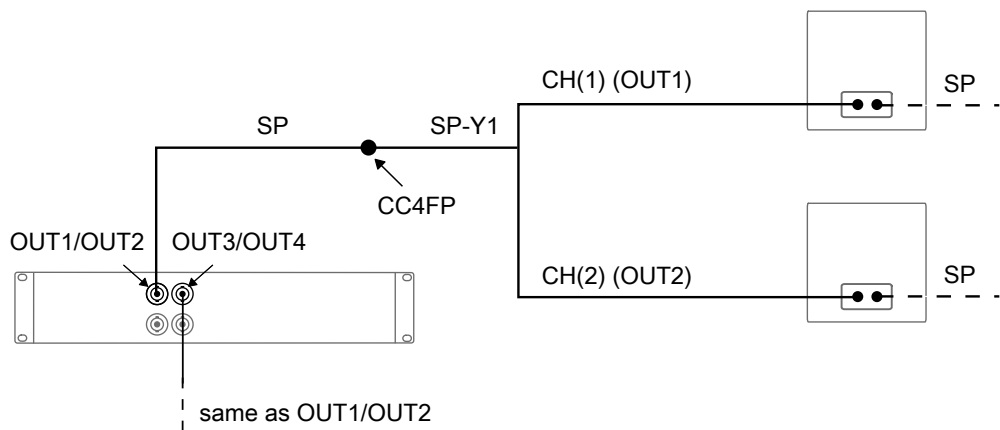 CH(1) (OUT1)
SP
SP
SP-Y1
CC4FP
OUT1/OUT2
OUT3/OUT4
CH(2) (OUT2)
SP
same as OUT1/OUT2